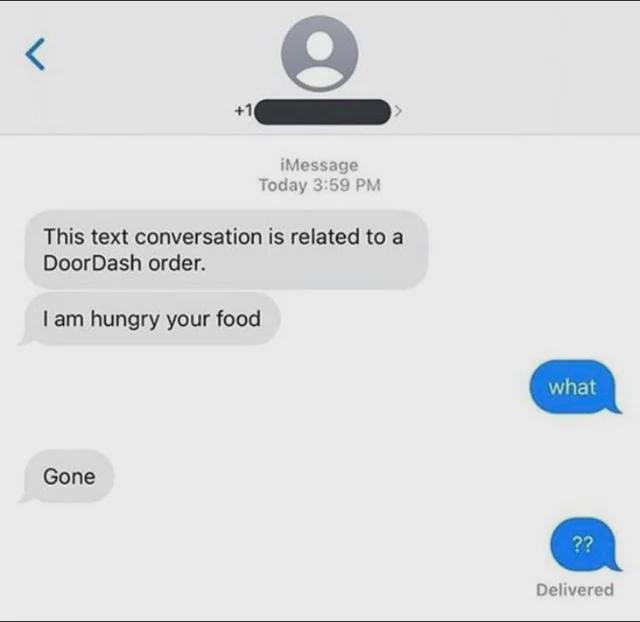 +1
iMessage
Today 3:59 PM
This text conversation is related to a
DoorDash order.
I am hungry your food
what
Gone
??
Delivered